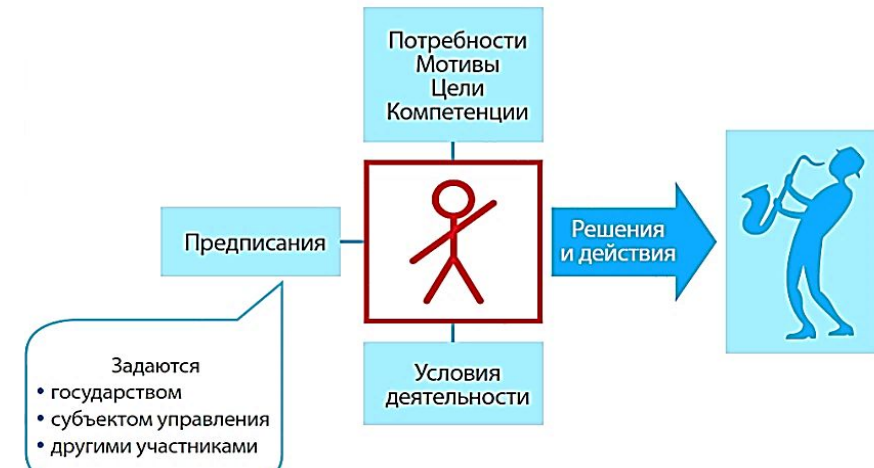 Потребности
Мотивы
Цели
Компетенции
Предписания
Решения
и действия
Условия
деятельности
Задаются
• государством
• субъектом управления
• другими участниками